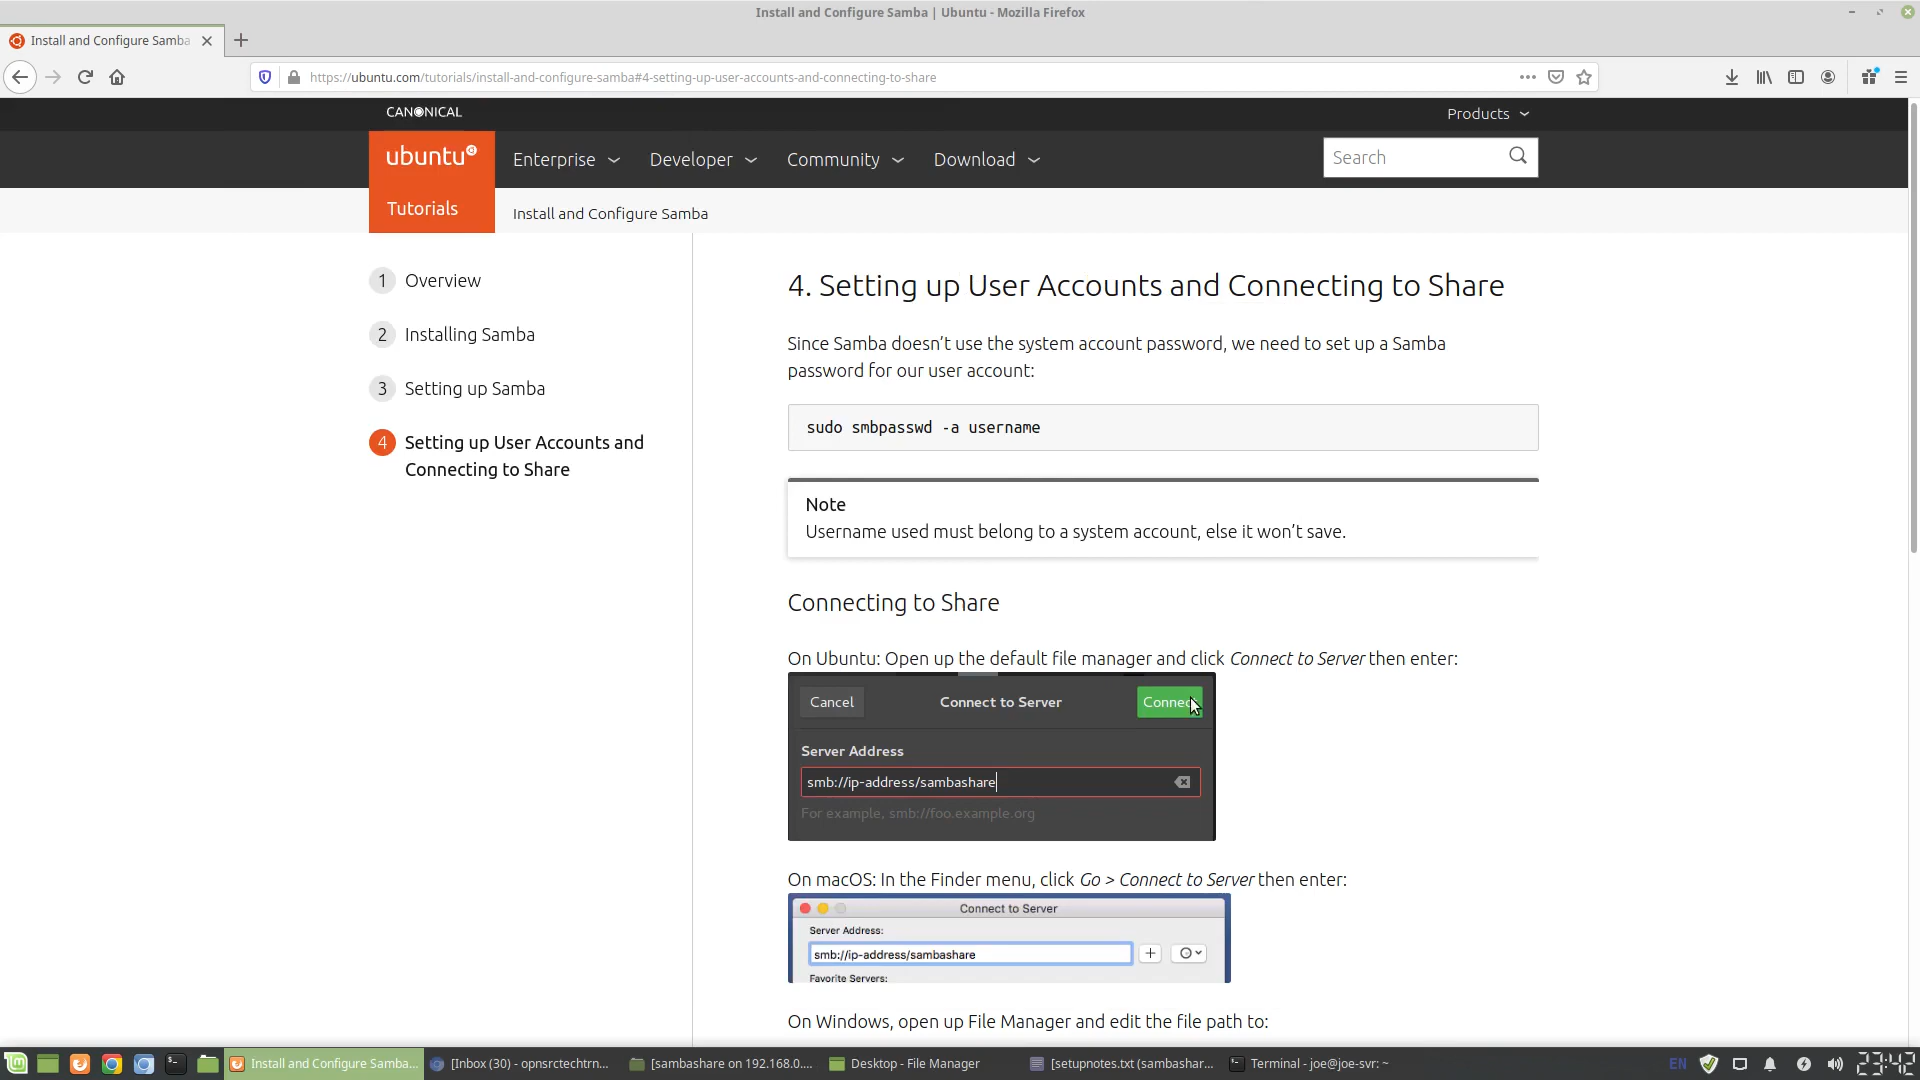 Install and Configure Samba | Ubuntu - Mozilla Firefox
Install and Configure Samba
https://ubuntu.com/tutorials/install-and-configure-samba#4-setting-up-user-accounts-and-connecting-to-share
CANONICAL
Products
ubuntu
Enterprise
Developer
Community
Download
Search
Tutorials
Install and Configure Samba
1 Overview
2 Installing Samba
3 Setting up Samba
4 Setting up User Accounts and
Connecting to Share
4. Setting up User Accounts and Connecting to Share
Since Samba doesn’t use the system account password, we need to set up a Samba
password for our user account:
sudo smbpasswd -a username
Note
Username used must belong to a system account, else it won’t save.
Connecting to Share
On Ubuntu: Open up the default file manager and click Connect to Server then enter:
Cancel
Connect to Server
Connec
Server Address
smb://ip-address/sambashare
For example, smb://foo.example.org
On macOS: In the Finder menu, click Go > Connect to Server then enter:
Connect to Server
Server Address:
smb://ip-address/sambashare
Favorite Servers:
On Windows, open up File Manager and edit the file path to:
Install and Configure Samba...
[Inbox (30) - opnsrctechtrn...
[sambashare on 192.168.0....
Desktop - File Manager
[setupnotes.txt (sambashar...
Terminal - joe@joe-svr: ~
EN
23:42